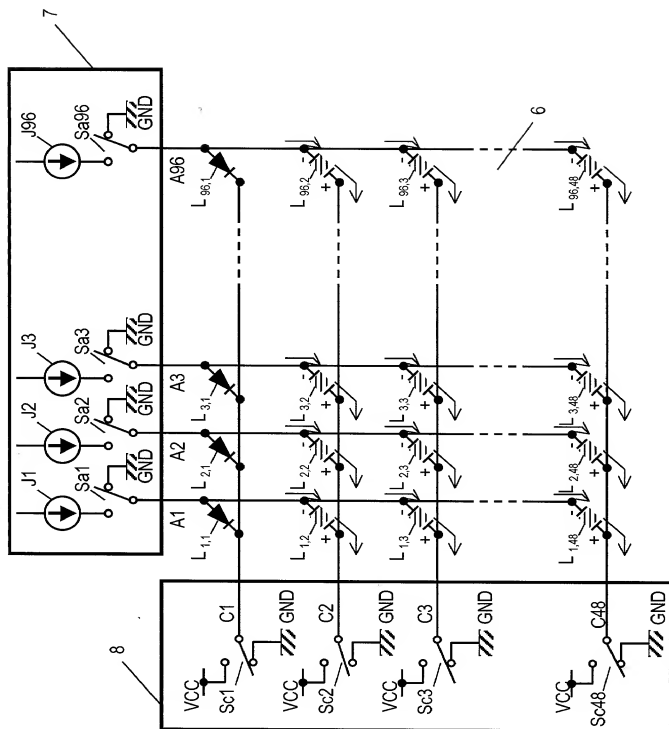 7
J1
J2
J3
J96
Sa1
Sa2
Sa3
Sa96
GND
GND
GND
GND
A1
A2
A3
A96
L1,1
L2,1
L3,1
L96,1
L1,2
L2,2
L3,2
L96,2
- - - -
+ + + +
L1,3
L2,3
L3,3
L96,3
- - - -
+ + + +
6
L1,48
L2,48
L3,48
L96,48
- - - -
+ + + +
8
VCC
Sc1
C1
GND
VCC
Sc2
C2
GND
VCC
Sc3
C3
GND
VCC
Sc48
C48
GND